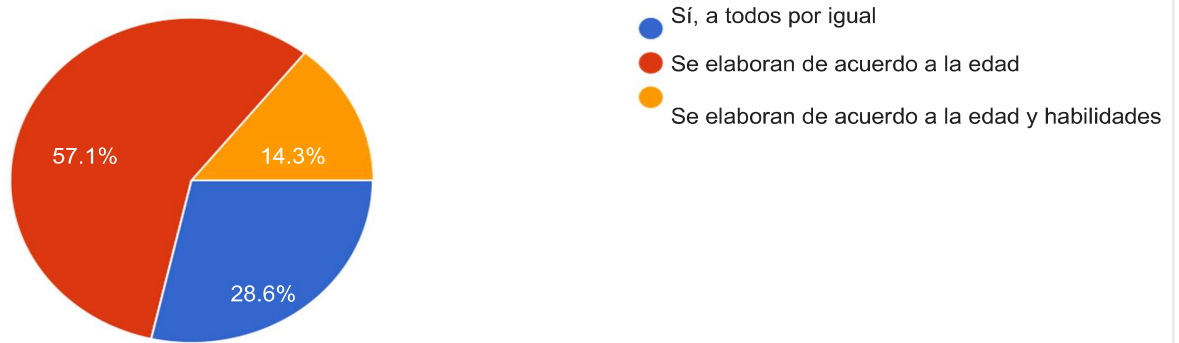 Sí, a todos por igual
Se elaboran de acuerdo a la edad
Se elaboran de acuerdo a la edad y habilidades
57.1%
14.3%
28.6%